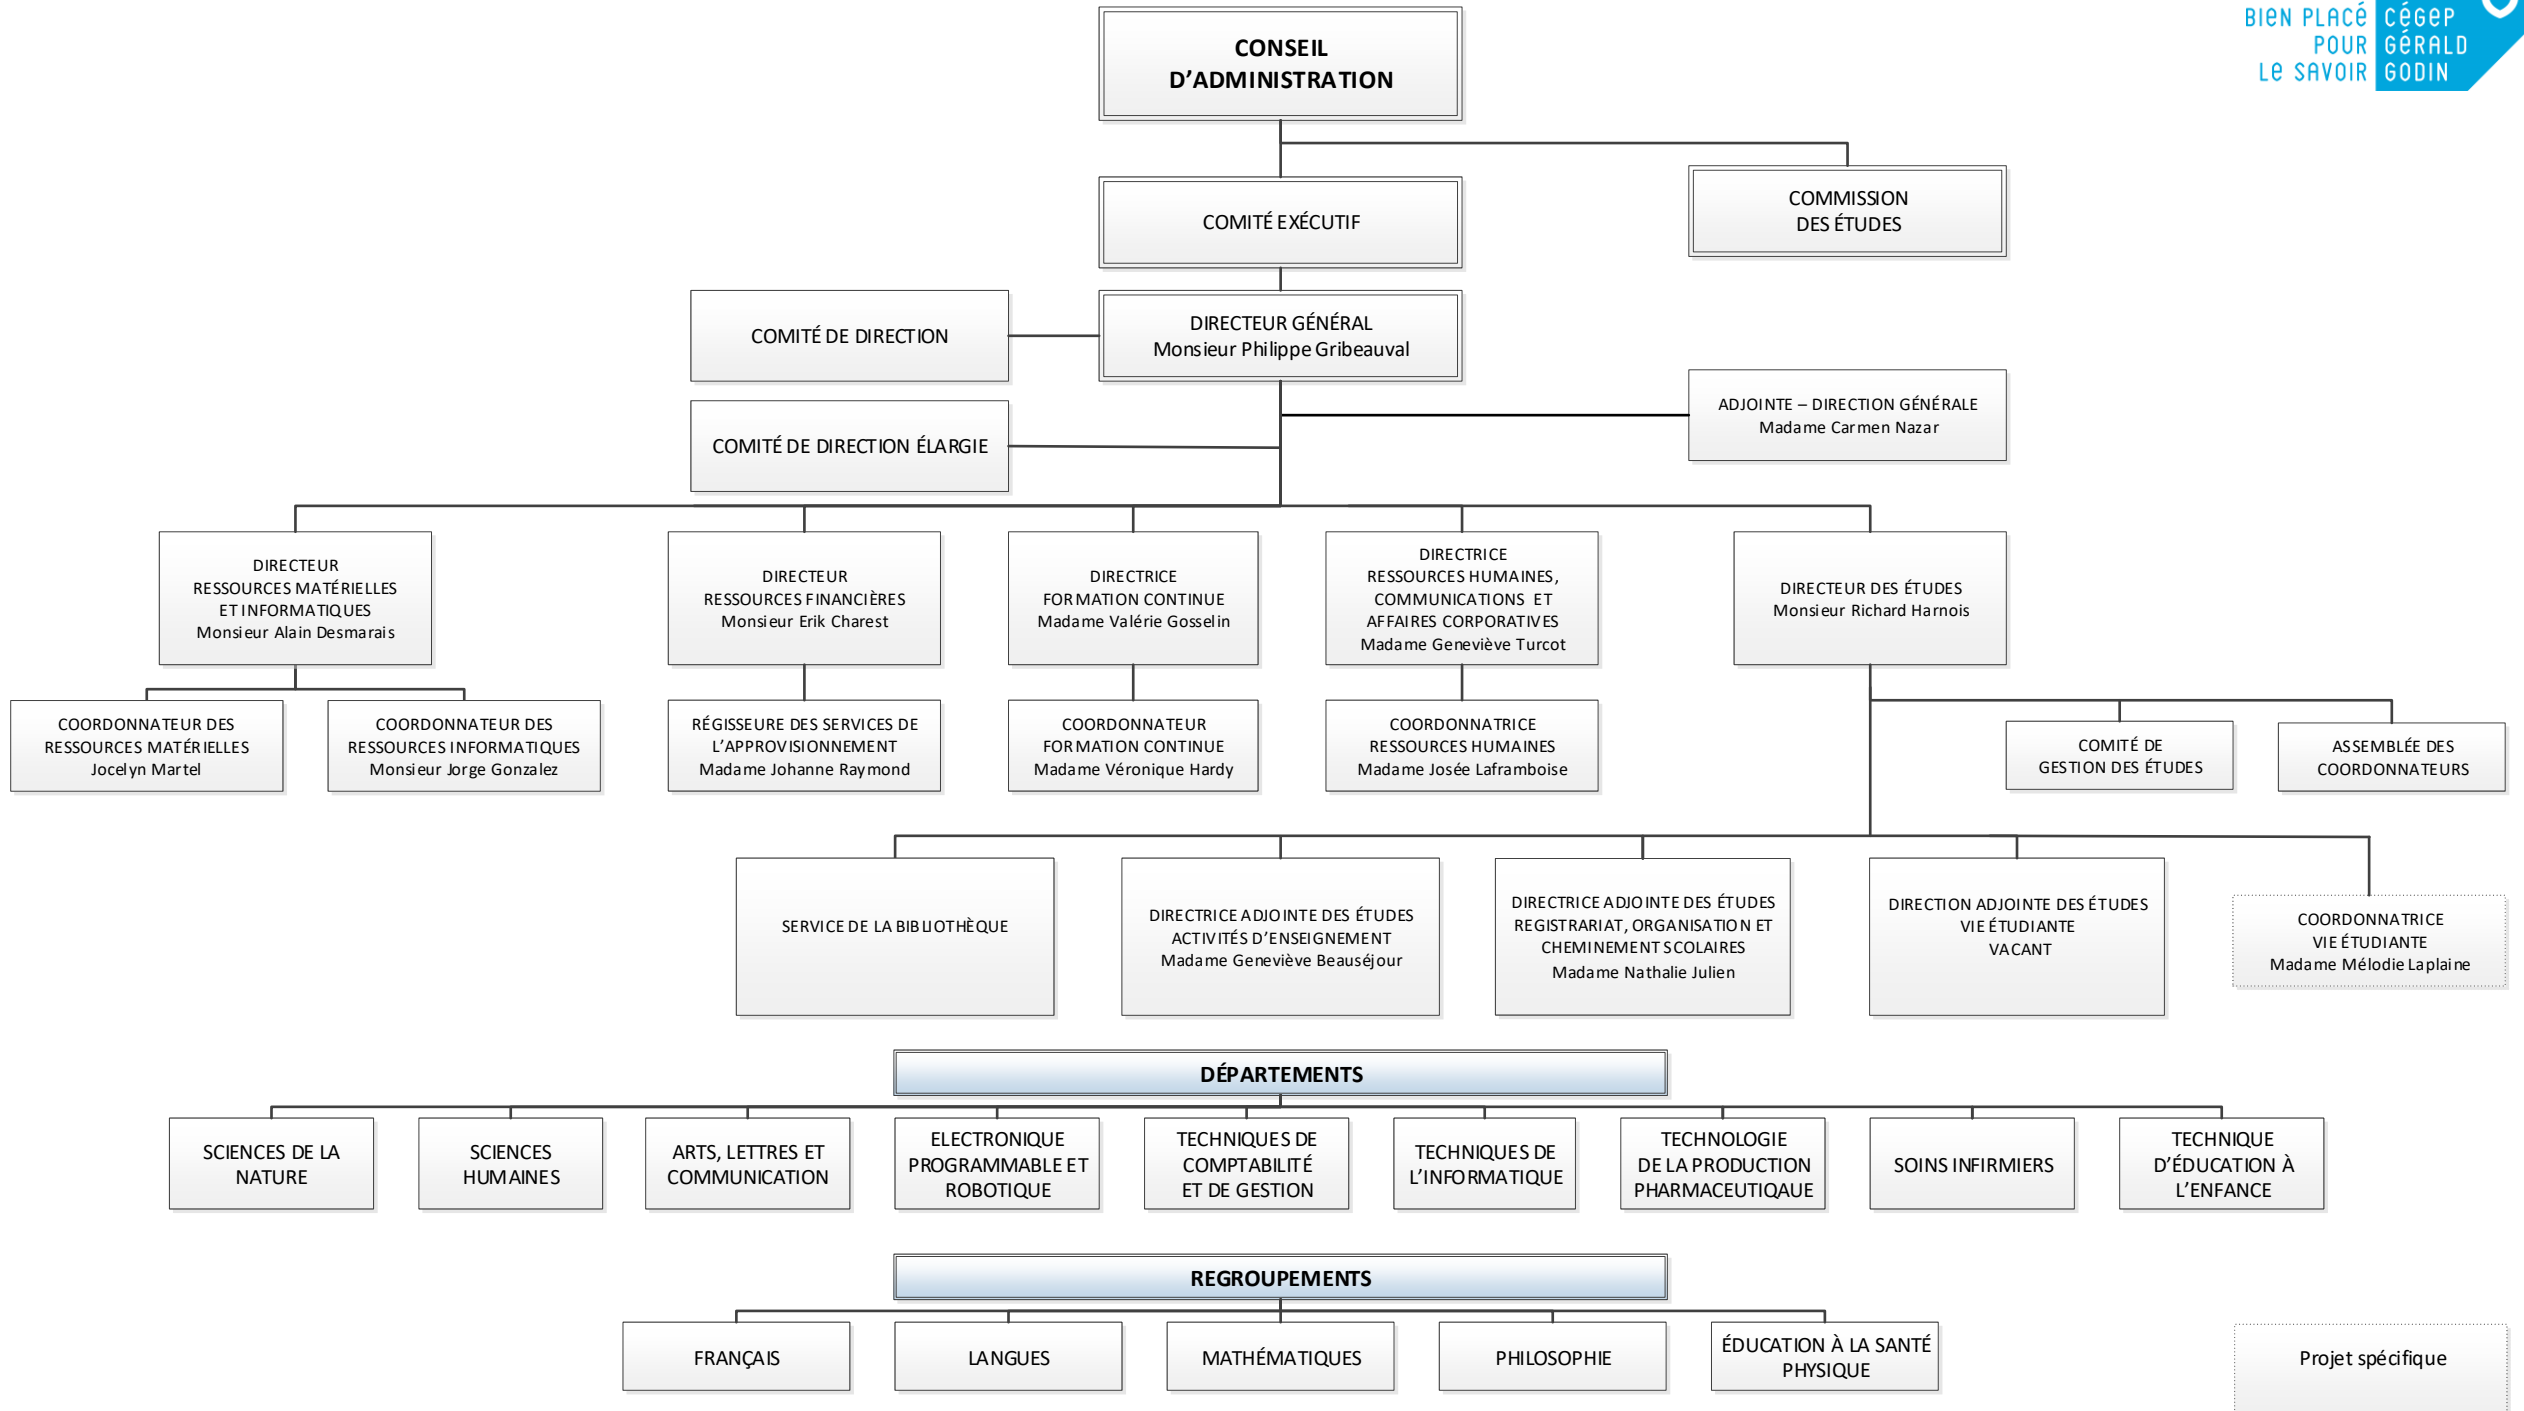 BIEN PLACÉ
POUR
LE SAVOIR
CÉGEP
GÉRALD
GODIN
CONSEIL
D'ADMINISTRATION
COMITÉ EXÉCUTIF
COMMISSION
DES ÉTUDES
COMITÉ DE DIRECTION
DIRECTEUR GÉNÉRAL
Monsieur Philippe Gribeauval
ADJOINTE – DIRECTION GÉNÉRALE
Madame Carmen Nazar
COMITÉ DE DIRECTION ÉLARGIE
DIRECTEUR
RESSOURCES MATÉRIELLES
ET INFORMATIQUES
Monsieur Alain Desmarais
DIRECTEUR
RESSOURCES FINANCIÈRES
Monsieur Erik Charest
DIRECTRICE
FORMATION CONTINUE
Madame Valérie Gosselin
DIRECTRICE
RESSOURCES HUMAINES,
COMMUNICATIONS ET
AFFAIRES CORPORATIVES
Madame Geneviève Turcot
DIRECTEUR DES ÉTUDES
Monsieur Richard Harnois
COORDONNATEUR DES
RESSOURCES MATÉRIELLES
Jocelyn Martel
COORDONNATEUR DES
RESSOURCES INFORMATIQUES
Monsieur Jorge Gonzalez
RÉGISSEURE DES SERVICES DE
L'APPROVISIONNEMENT
Madame Johanne Raymond
COORDONNATEUR
FORMATION CONTINUE
Madame Véronique Hardy
COORDONNATRICE
RESSOURCES HUMAINES
Madame Josée Laframboise
COMITÉ DE
GESTION DES ÉTUDES
ASSEMBLÉE DES
COORDONNATEURS
SERVICE DE LA BIBLIOTHÈQUE
DIRECTRICE ADJOINTE DES ÉTUDES
ACTIVITÉS D'ENSEIGNEMENT
Madame Geneviève Beauséjour
DIRECTRICE ADJOINTE DES ÉTUDES
REGISTRARIAT, ORGANISATION ET
CHEMINEMENT SCOLAIRES
Madame Nathalie Julien
DIRECTION ADJOINTE DES ÉTUDES
VIE ÉTUDIANTE
VACANT
COORDONNATRICE
VIE ÉTUDIANTE
Madame Mélodie Laplaine
DÉPARTEMENTS
SCIENCES DE LA
NATURE
SCIENCES
HUMAINES
ARTS, LETTRES ET
COMMUNICATION
ELECTRONIQUE
PROGRAMMABLE ET
ROBOTIQUE
TECHNIQUES DE
COMPTABILITÉ
ET DE GESTION
TECHNIQUES DE
L'INFORMATIQUE
TECHNOLOGIE
DE LA PRODUCTION
PHARMACEUTIQAUE
SOINS INFIRMIERS
TECHNIQUE
D'ÉDUCATION À
L'ENFANCE
REGROUPEMENTS
FRANÇAIS
LANGUES
MATHÉMATIQUES
PHILOSOPHIE
ÉDUCATION À LA SANTÉ
PHYSIQUE
Projet spécifique